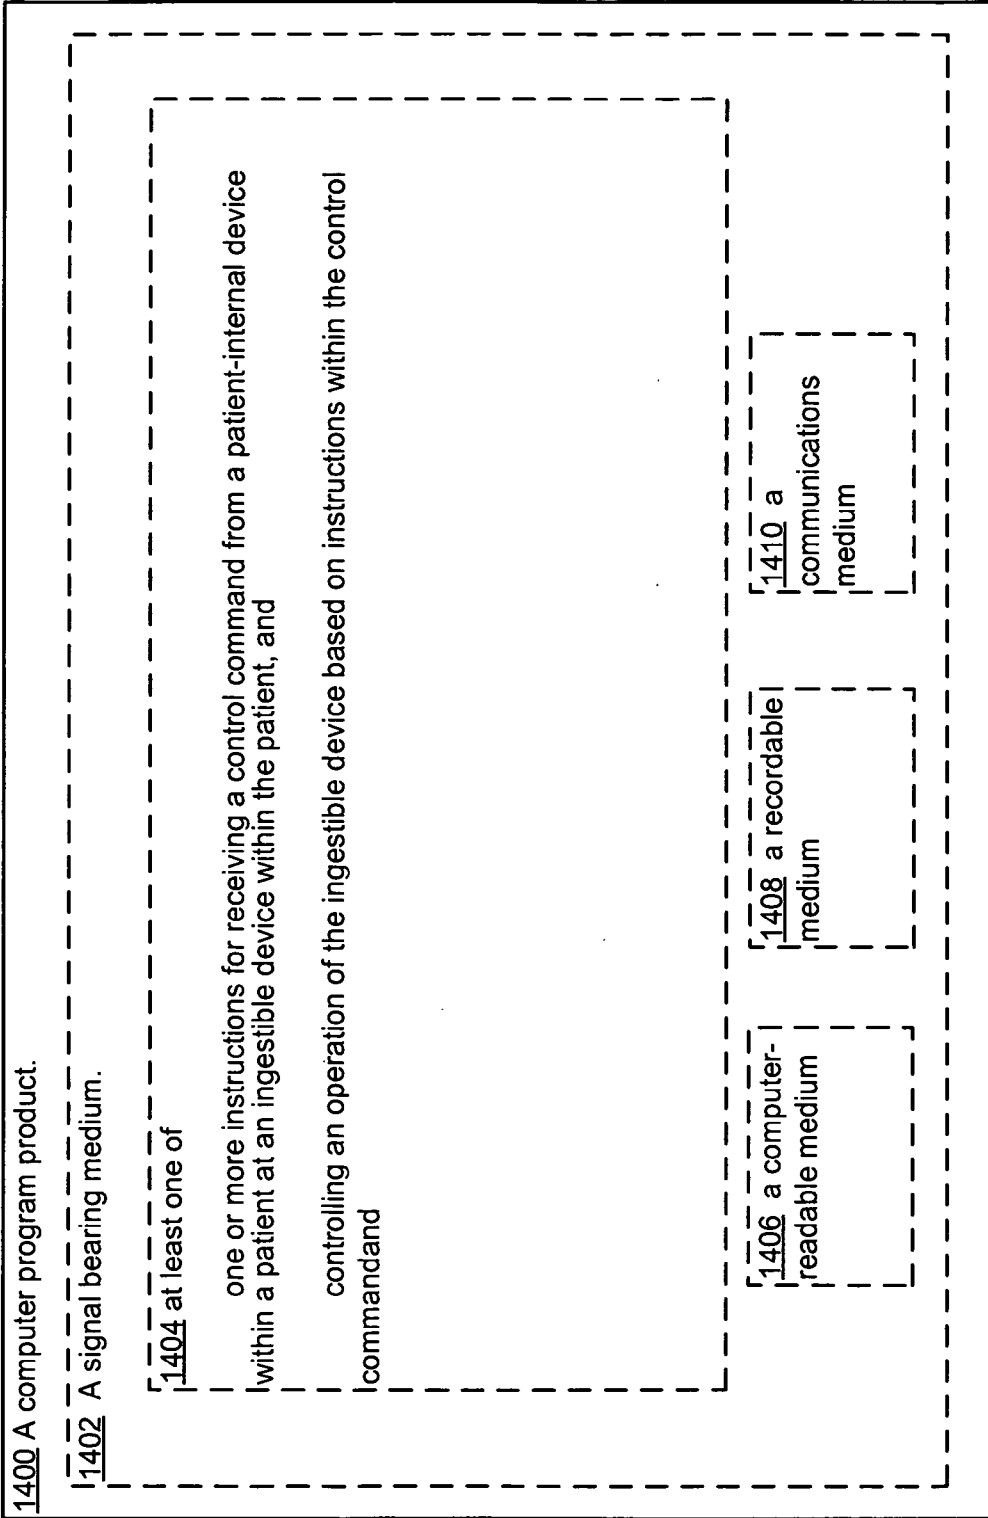 1400 A computer program product.
1402 A signal bearing medium.
1404 at least one of
one or more instructions for receiving a control command from a patient-internal device
within a patient at an ingestible device within the patient, and
controlling an operation of the ingestible device based on instructions within the control
commandand
1406 a computer-
readable medium
1408 a recordable
medium
1410 a
communications
medium